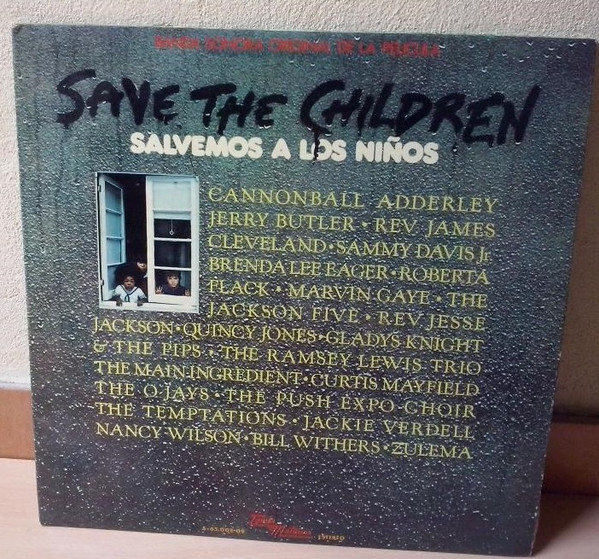 BANDA SONORA ORIGINAL DE LA PELICULA
SAVE THE CHILDREN
SALVEMOS A LOS NIÑOS
CANNONBALL ADDERLEY
JERRY BUTLER • REV. JAMES
CLEVELAND • SAMMY DAVIS Jr.
BRENDA LEE EAGER • ROBERTA
FLACK • MARVIN GAYE • THE
JACKSON FIVE • REV. JESSE
JACKSON • QUINCY JONES • GLADYS KNIGHT
& THE PIPS • THE RAMSEY LEWIS TRIO
THE MAIN INGREDIENT • CURTIS MAYFIELD
THE O'JAYS • THE PUSH EXPO CHOIR
THE TEMPTATIONS • JACKIE VERDELL
NANCY WILSON • BILL WITHERS • ZULEMA
Tamla Motown
STEREO